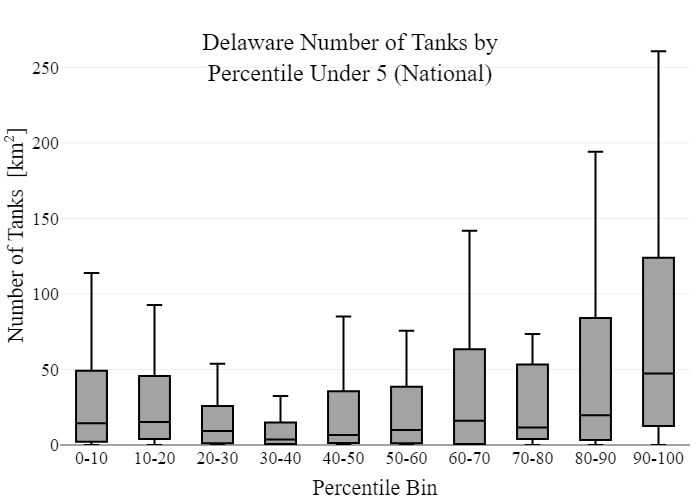 Delaware Number of Tanks by
Percentile Under 5 (National)
Number of Tanks [km²]
250
200
150
100
50
0
0-10 10-20 20-30 30-40 40-50 50-60 60-70 70-80 80-90 90-100
Percentile Bin